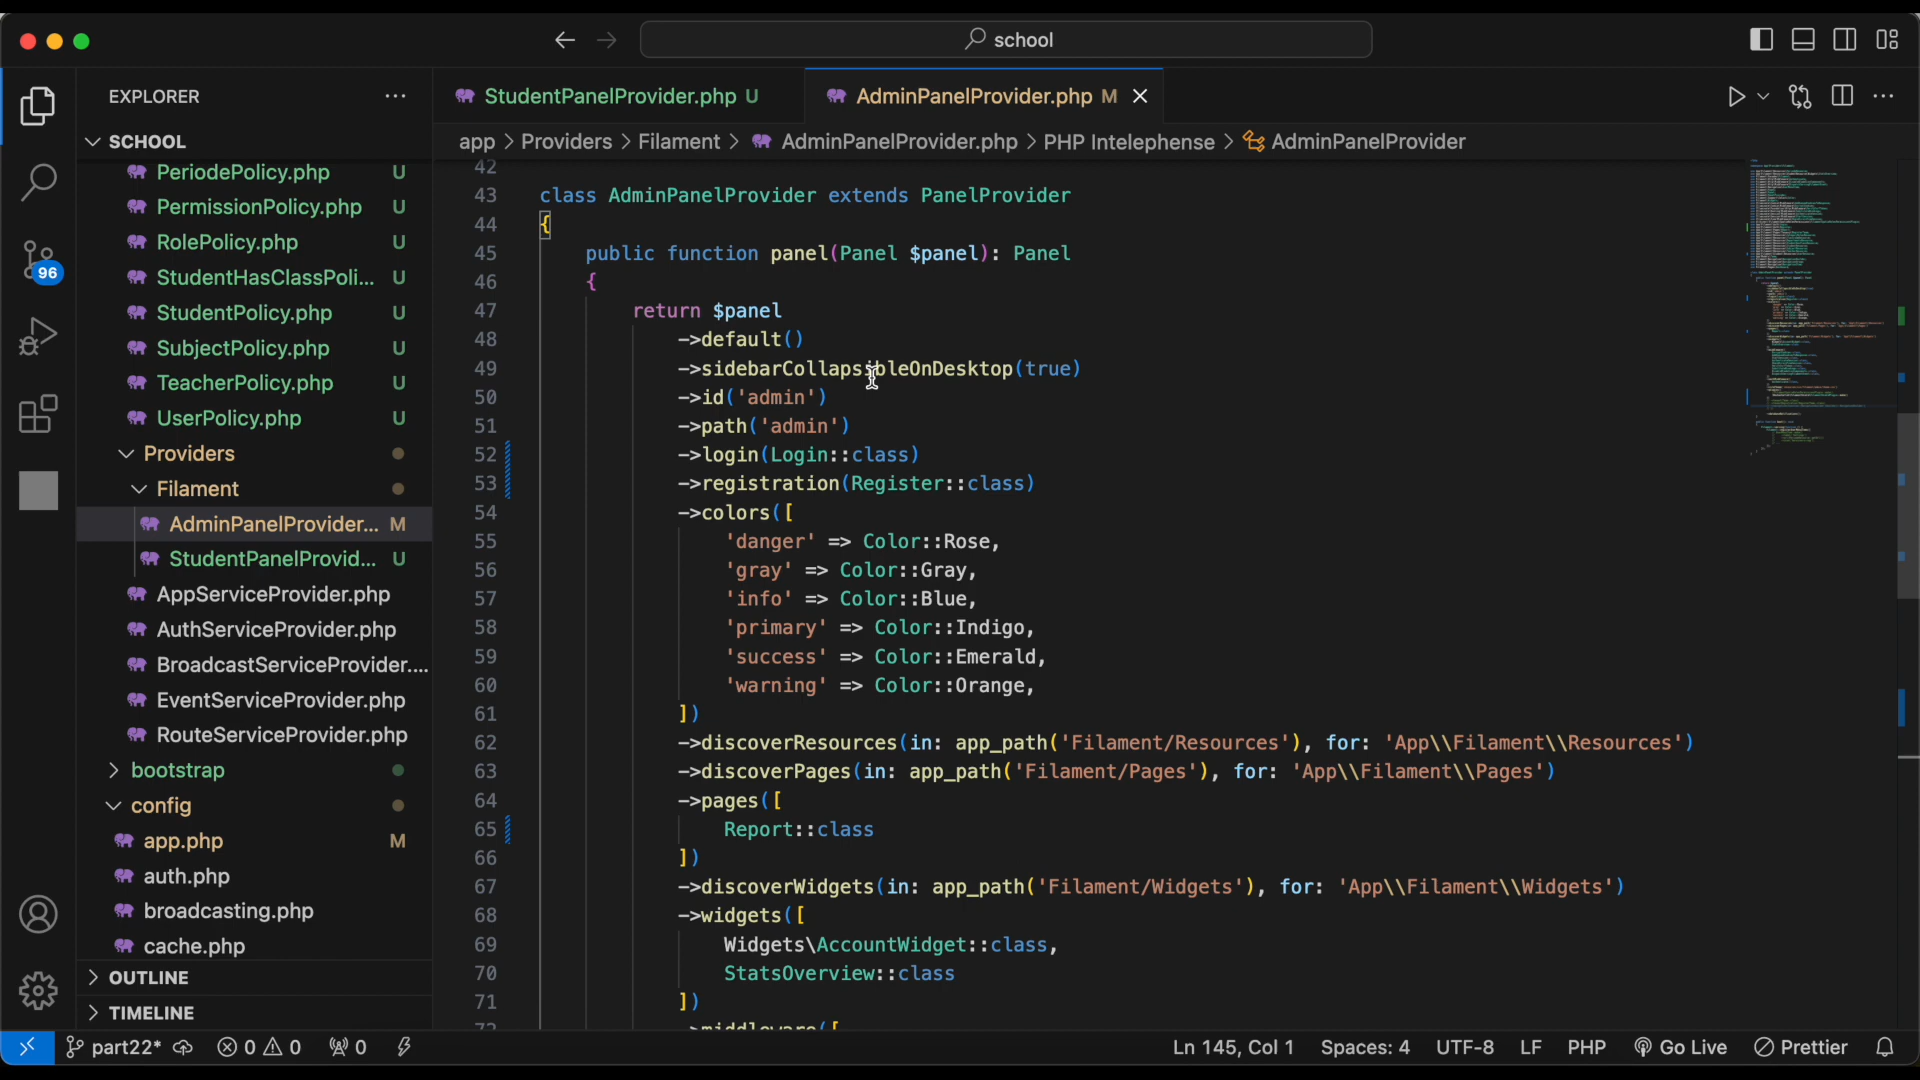 school
EXPLORER
SCHOOL
PeriodePolicy.php U
PermissionPolicy.php U
RolePolicy.php U
StudentHasClassPoli... U
StudentPolicy.php U
SubjectPolicy.php U
TeacherPolicy.php U
UserPolicy.php U
Providers
Filament
AdminPanelProvider... M
StudentPanelProvid... U
AppServiceProvider.php
AuthServiceProvider.php
BroadcastServiceProvider....
EventServiceProvider.php
RouteServiceProvider.php
bootstrap
config
app.php M
auth.php
broadcasting.php
cache.php
OUTLINE
TIMELINE
96
StudentPanelProvider.php U
AdminPanelProvider.php M
app > Providers > Filament > AdminPanelProvider.php > PHP Intelephense > AdminPanelProvider
42
43 class AdminPanelProvider extends PanelProvider
44 {
45 public function panel(Panel $panel): Panel
46 {
47 return $panel
48 ->default()
49 ->sidebarCollapsibleOnDesktop(true)
50 ->id('admin')
51 ->path('admin')
52 ->login(Login::class)
53 ->registration(Register::class)
54 ->colors([
55 'danger' => Color::Rose,
56 'gray' => Color::Gray,
57 'info' => Color::Blue,
58 'primary' => Color::Indigo,
59 'success' => Color::Emerald,
60 'warning' => Color::Orange,
61 ])
62 ->discoverResources(in: app_path('Filament/Resources'), for: 'App\\Filament\\Resources')
63 ->discoverPages(in: app_path('Filament/Pages'), for: 'App\\Filament\\Pages')
64 ->pages([
65 Report::class
66 ])
67 ->discoverWidgets(in: app_path('Filament/Widgets'), for: 'App\\Filament\\Widgets')
68 ->widgets([
69 Widgets\AccountWidget::class,
70 StatsOverview::class
71 ])
72 ->middleware([
part22* 0 0 0
Ln 145, Col 1 Spaces: 4 UTF-8 LF PHP Go Live Prettier